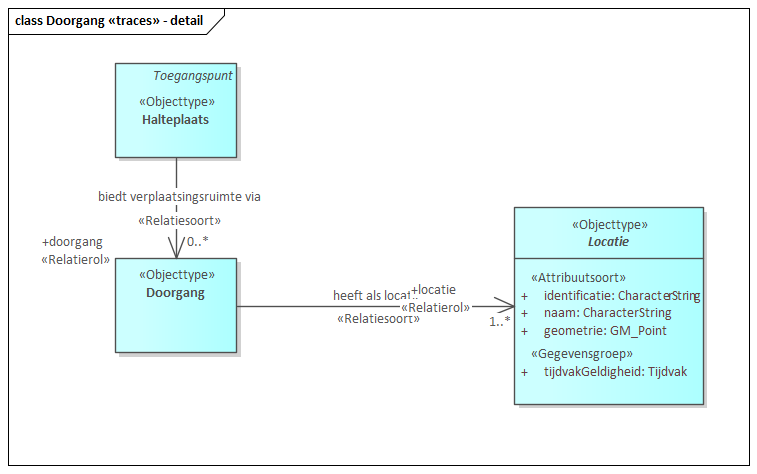 class Doorgang «traces» - detail
Toegangspunt
«Objecttype»
Halteplaats
biedt verplaatsingsruimte via
«Relatiesoort»
+doorgang
0..*
«Relatierol»
«Objecttype»
Doorgang
heeft als locat..
+locatie
«Relatierol»
«Relatiesoort»
1..*
«Objecttype»
Locatie
«Attribuutsoort»
+ identificatie: CharacterString
+ naam: CharacterString
+ geometrie: GM_Point
«Gegevensgroep»
+ tijdvakGeldigheid: Tijdvak